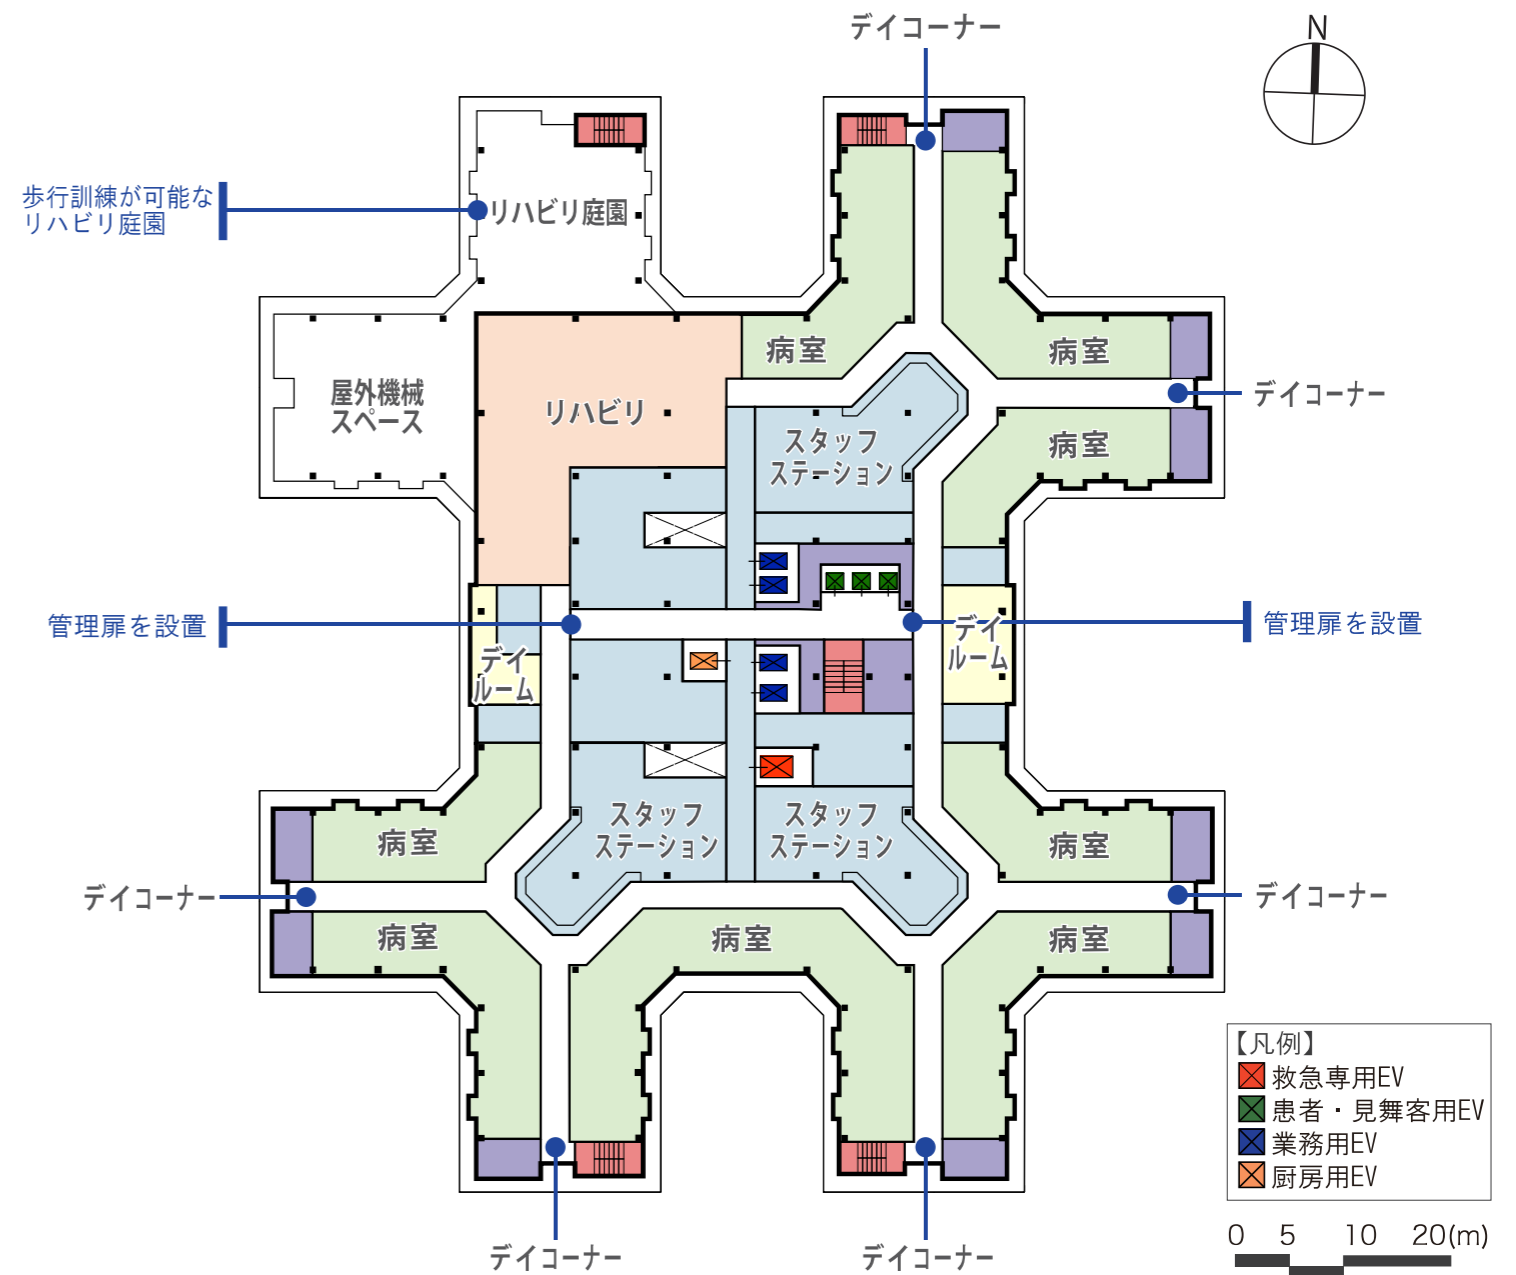 デイコーナー
N
歩行訓練が可能な
リハビリ庭園
リハビリ庭園
病室
病室
屋外機械
スペース
リハビリ
デイコーナー
スタッフ
ステーション
病室
管理扉を設置
管理扉を設置
デイ
ルーム
デイ
ルーム
スタッフ
ステーション
スタッフ
ステーション
病室
病室
デイコーナー
デイコーナー
病室
病室
病室
デイコーナー
デイコーナー
【凡例】
救急専用EV
患者・見舞客用EV
業務用EV
厨房用EV
0 5 10 20(m)